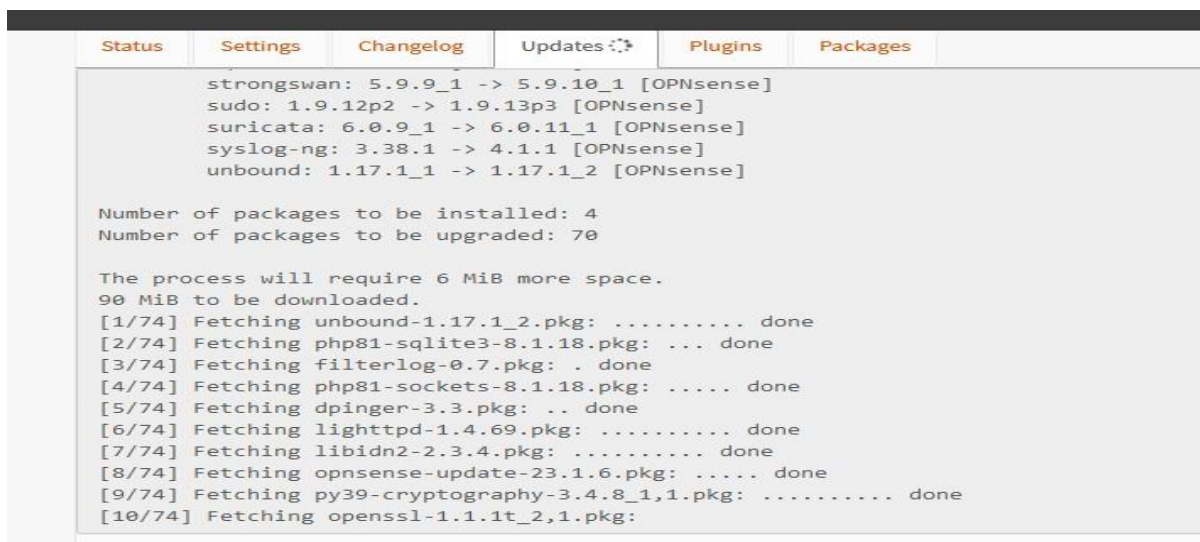 Status Settings Changelog Updates Plugins Packages
strongswan: 5.9.9_1 -> 5.9.10_1 [OPNsense]
sudo: 1.9.12p2 -> 1.9.13p3 [OPNsense]
suricata: 6.0.9_1 -> 6.0.11_1 [OPNsense]
syslog-ng: 3.38.1 -> 4.1.1 [OPNsense]
unbound: 1.17.1_1 -> 1.17.1_2 [OPNsense]
Number of packages to be installed: 4
Number of packages to be upgraded: 70
The process will require 6 MiB more space.
90 MiB to be downloaded.
[1/74] Fetching unbound-1.17.1_2.pkg: .......... done
[2/74] Fetching php81-sqlite3-8.1.18.pkg: ... done
[3/74] Fetching filterlog-0.7.pkg: . done
[4/74] Fetching php81-sockets-8.1.18.pkg: ..... done
[5/74] Fetching dpinger-3.3.pkg: .. done
[6/74] Fetching lighttpd-1.4.69.pkg: .......... done
[7/74] Fetching libidn2-2.3.4.pkg: .......... done
[8/74] Fetching opnsense-update-23.1.6.pkg: ..... done
[9/74] Fetching py39-cryptography-3.4.8_1,1.pkg: .......... done
[10/74] Fetching openssl-1.1.1t_2,1.pkg: